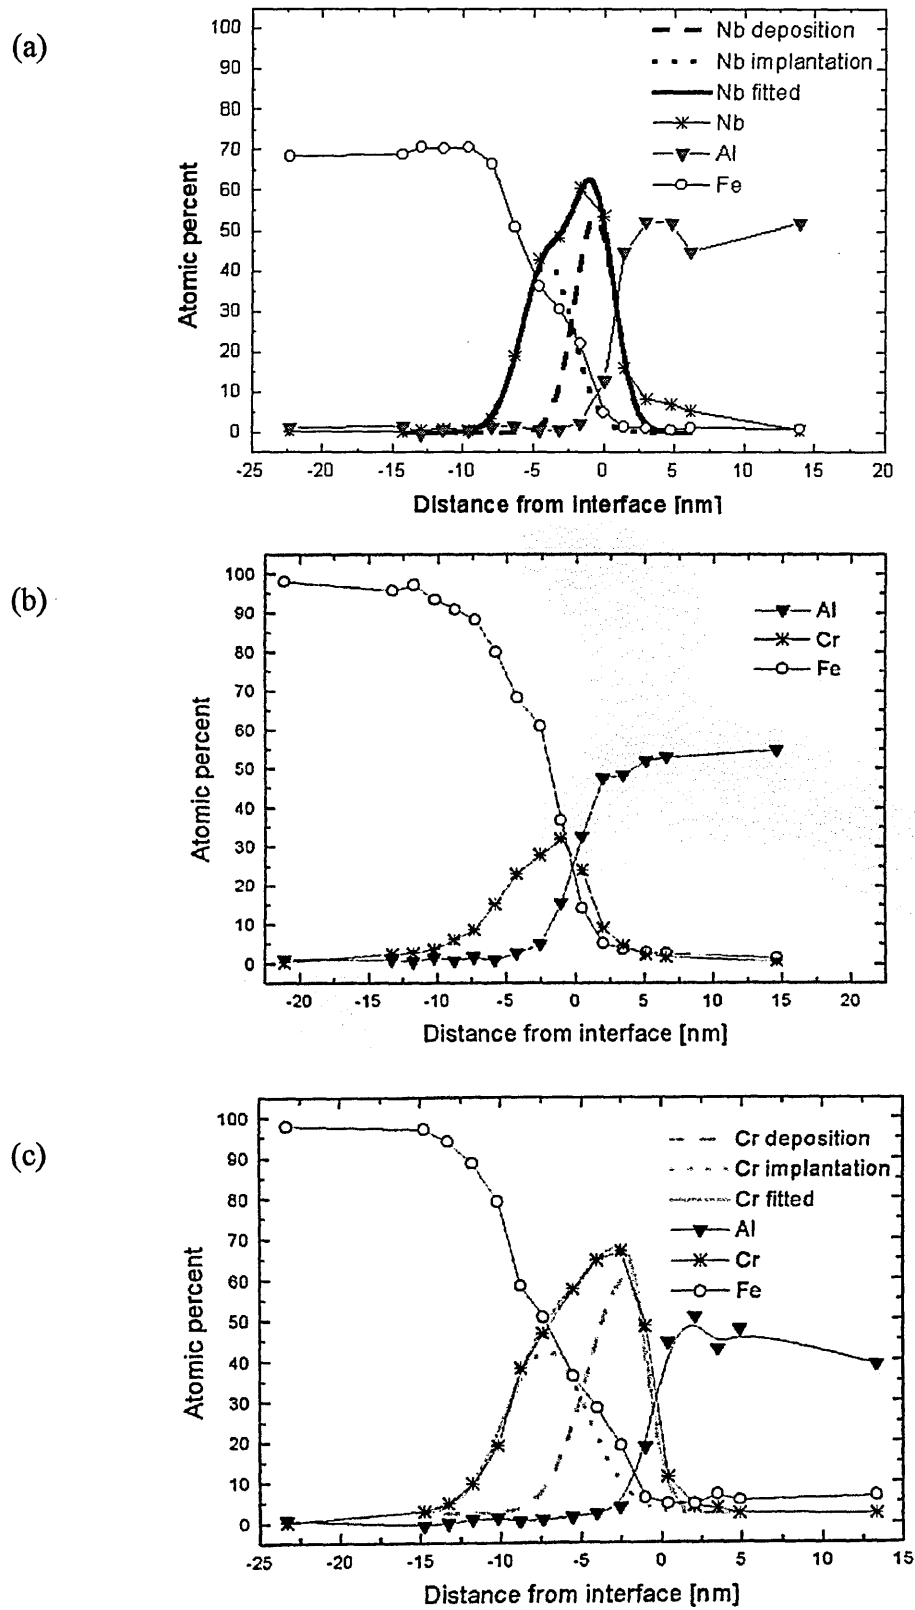 (a)
100
90
80
70
60
50
40
30
20
10
0
Atomic percent
Nb deposition
Nb implantation
Nb fitted
Nb
Al
Fe
-25 -20 -15 -10 -5 0 5 10 15 20
Distance from interface [nm]
(b)
100
90
80
70
60
50
40
30
20
10
0
Atomic percent
Al
Cr
Fe
-20 -15 -10 -5 0 5 10 15 20
Distance from interface [nm]
(c)
100
90
80
70
60
50
40
30
20
10
0
Atomic percent
Cr deposition
Cr implantation
Cr fitted
Al
Cr
Fe
-25 -20 -15 -10 -5 0 5 10 15
Distance from interface [nm]